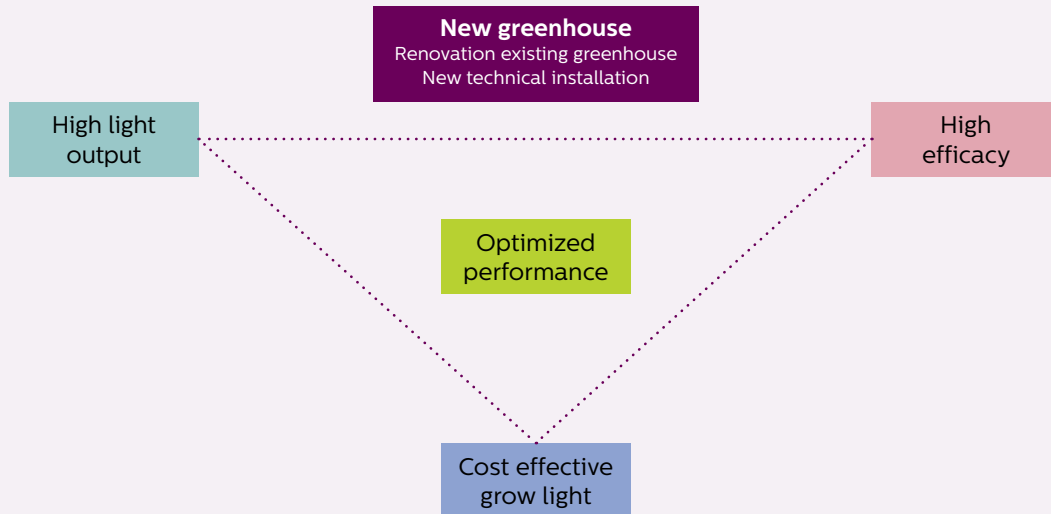 New greenhouse
Renovation existing greenhouse
New technical installation
High light
output
High
efficacy
Optimized
performance
Cost effective
grow light